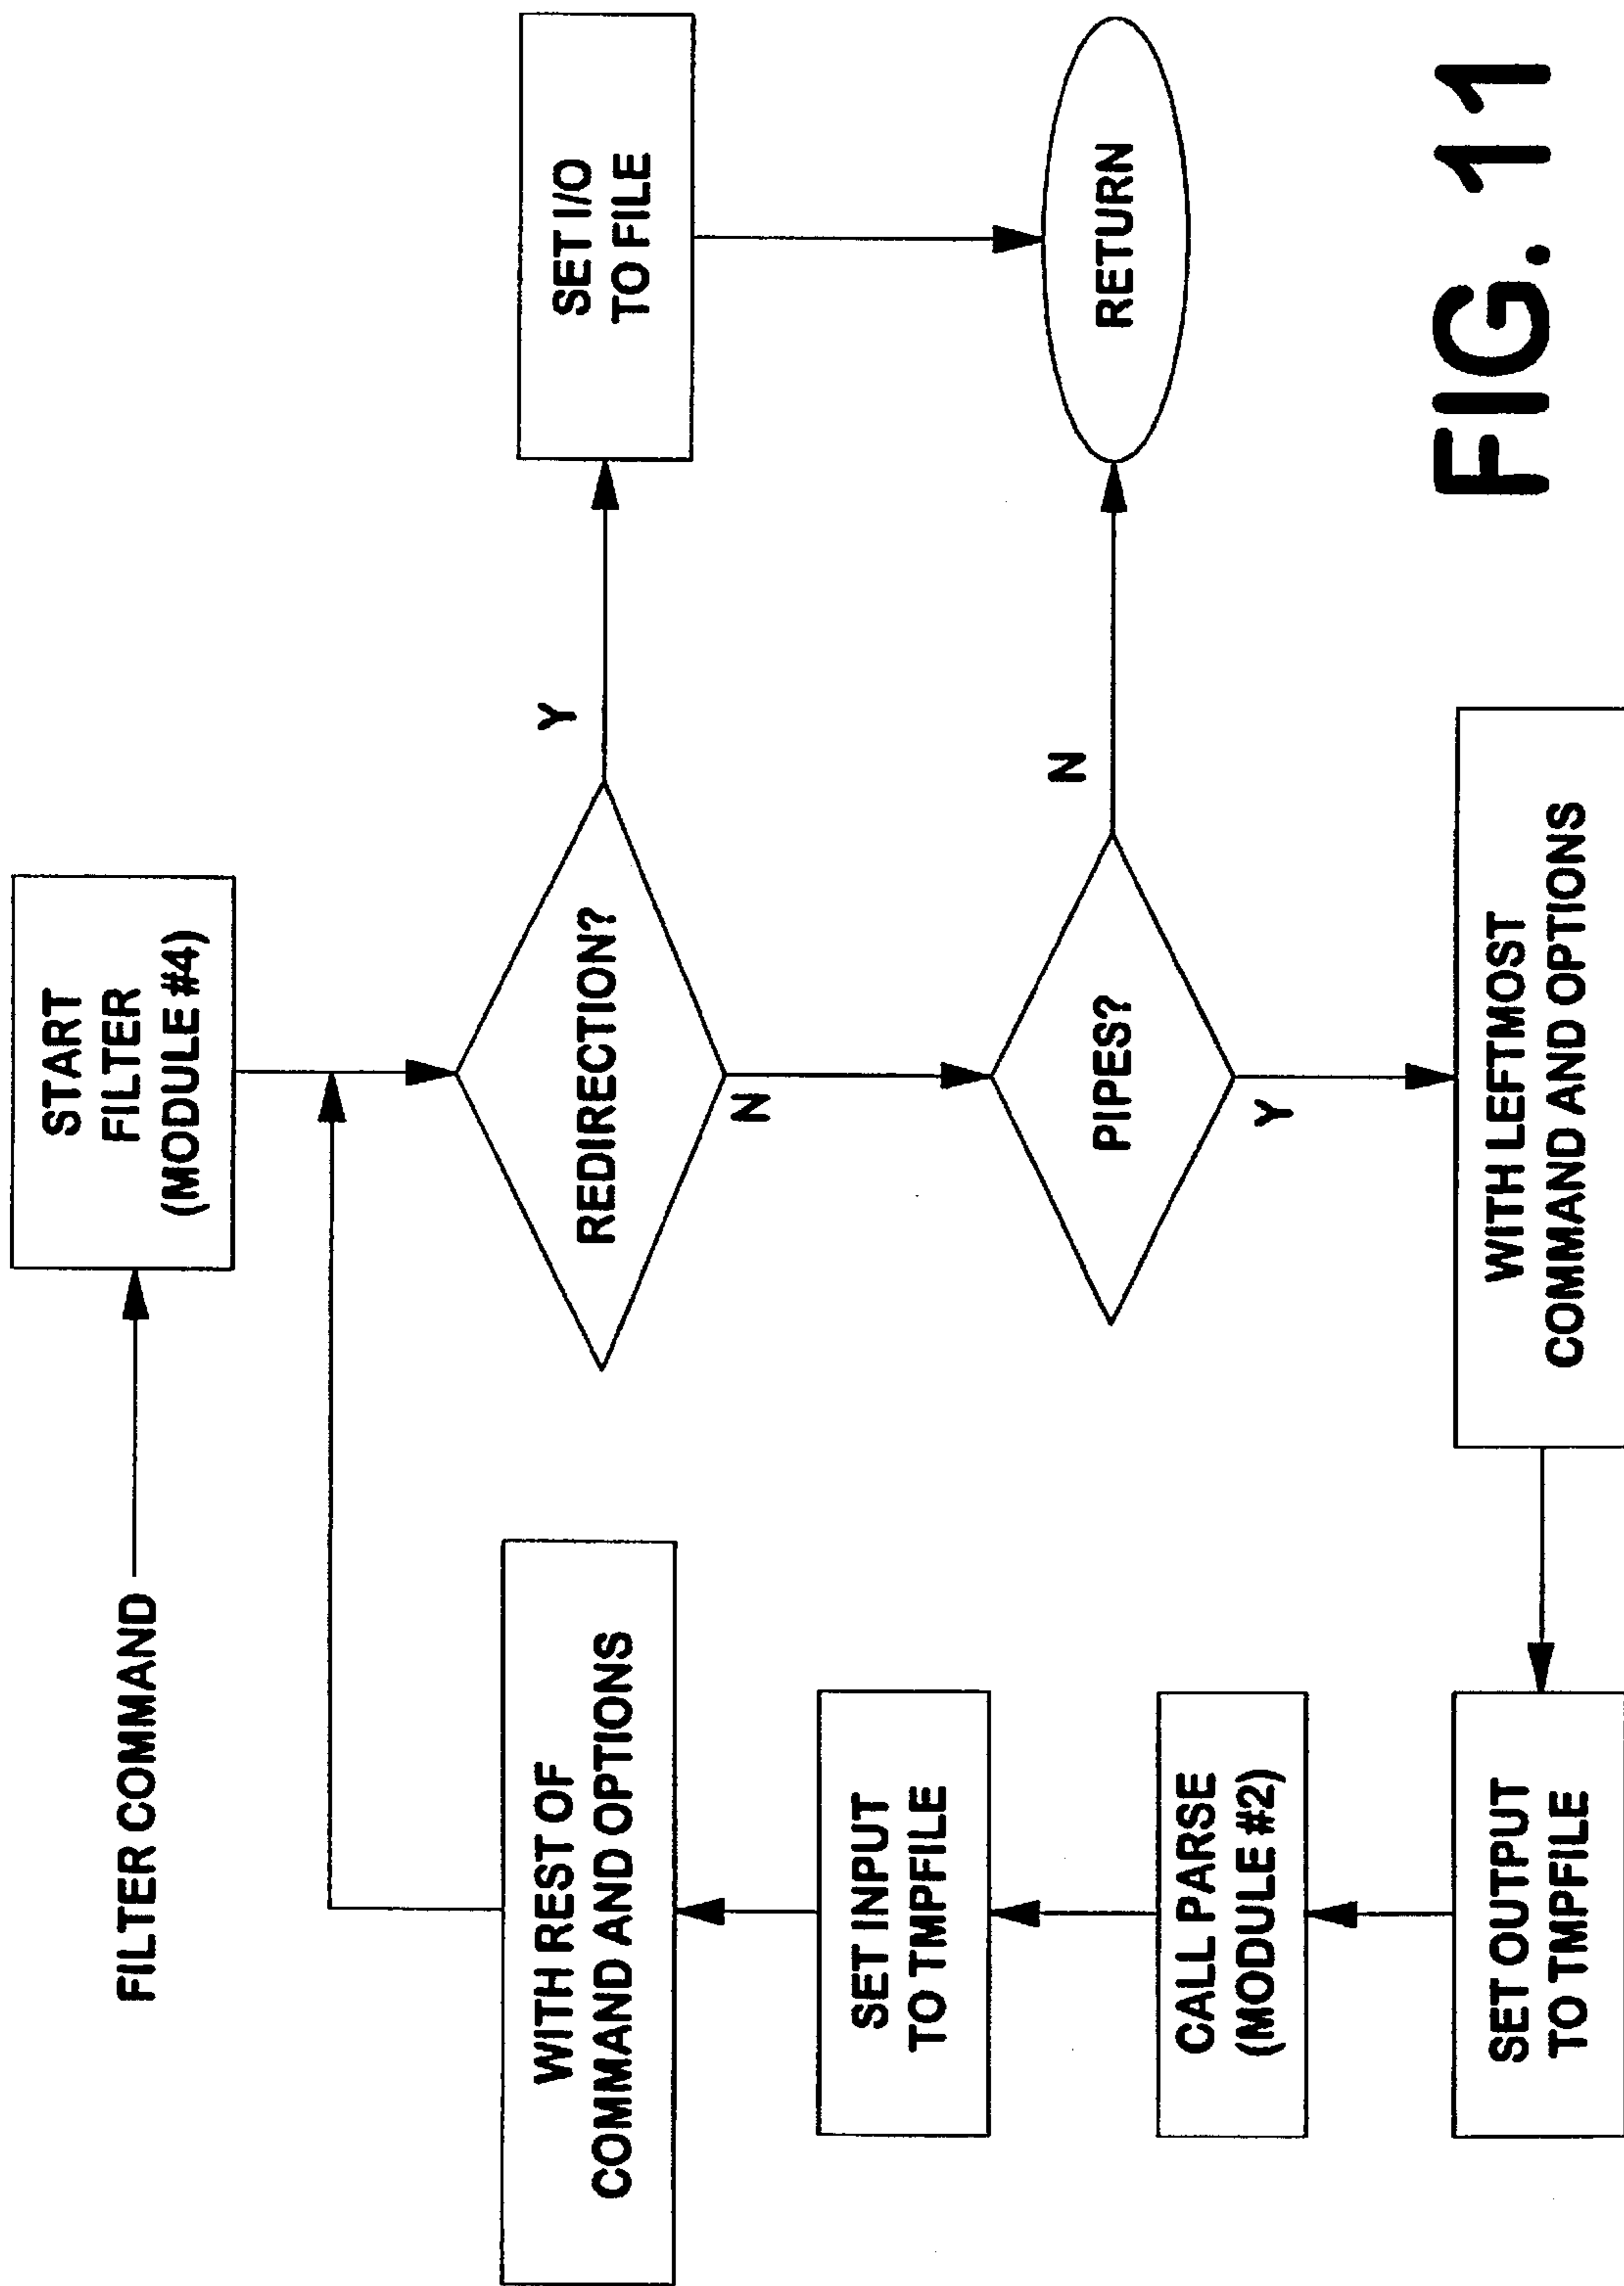 FILTER COMMAND
START
FILTER
(MODULE #4)
REDIRECTION?
Y
SET I/O
TO FILE
N
PIPES?
N
RETURN
Y
WITH LEFTMOST
COMMAND AND OPTIONS
SET OUTPUT
TO TMPFILE
CALL PARSE
(MODULE #2)
SET INPUT
TO TMPFILE
WITH REST OF
COMMAND AND OPTIONS
FIG. 11